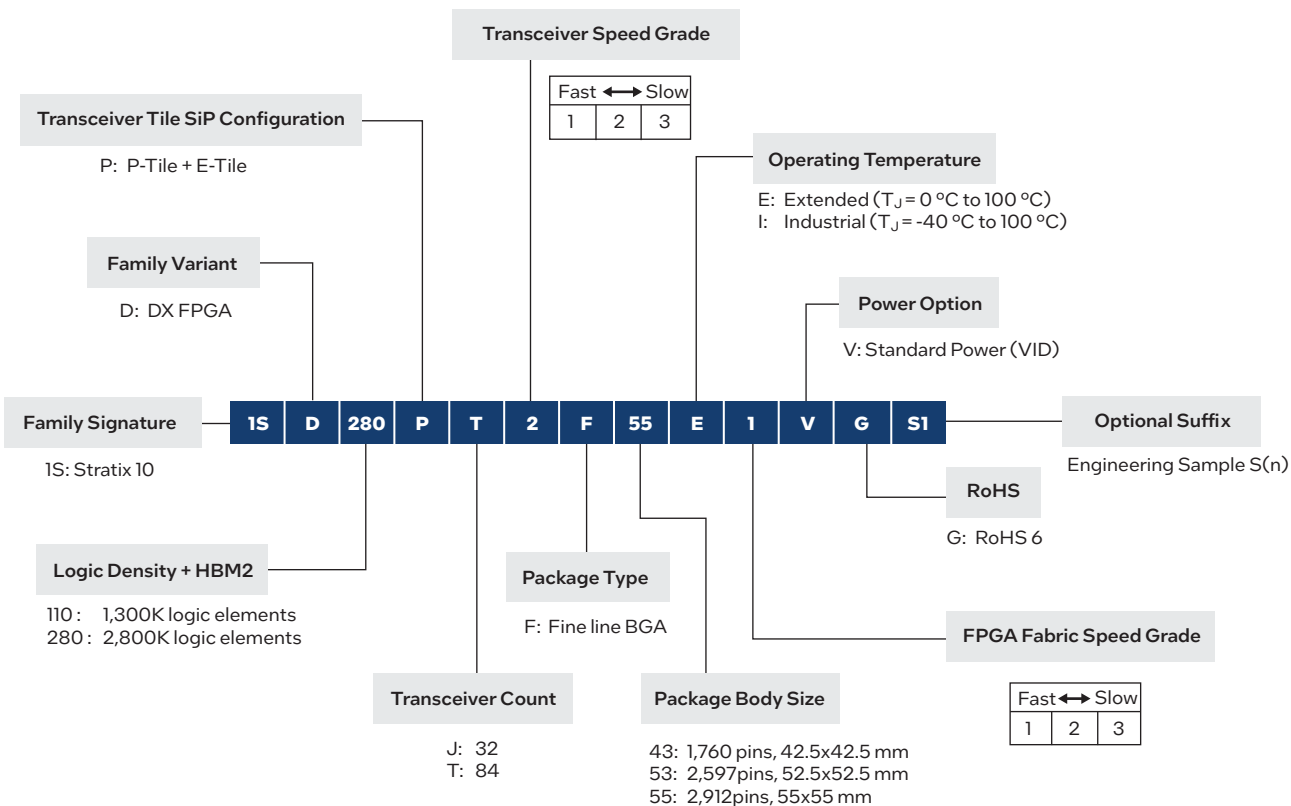 Transceiver Speed Grade
Fast ↔ Slow
1 2 3
Transceiver Tile SiP Configuration
P: P-Tile + E-Tile
Operating Temperature
E: Extended (TJ = 0 ºC to 100 ºC)
I: Industrial (TJ = -40 ºC to 100 ºC)
Family Variant
D: DX FPGA
Power Option
V: Standard Power (VID)
Family Signature
1S: Stratix 10
1S D 280 P T 2 F 55 E 1 V G S1
Optional Suffix
Engineering Sample S(n)
RoHS
G: RoHS 6
Logic Density + HBM2
110 : 1,300K logic elements
280 : 2,800K logic elements
Package Type
F: Fine line BGA
FPGA Fabric Speed Grade
Fast ↔ Slow
1 2 3
Transceiver Count
J: 32
T: 84
Package Body Size
43: 1,760 pins, 42.5x42.5 mm
53: 2,597pins, 52.5x52.5 mm
55: 2,912pins, 55x55 mm